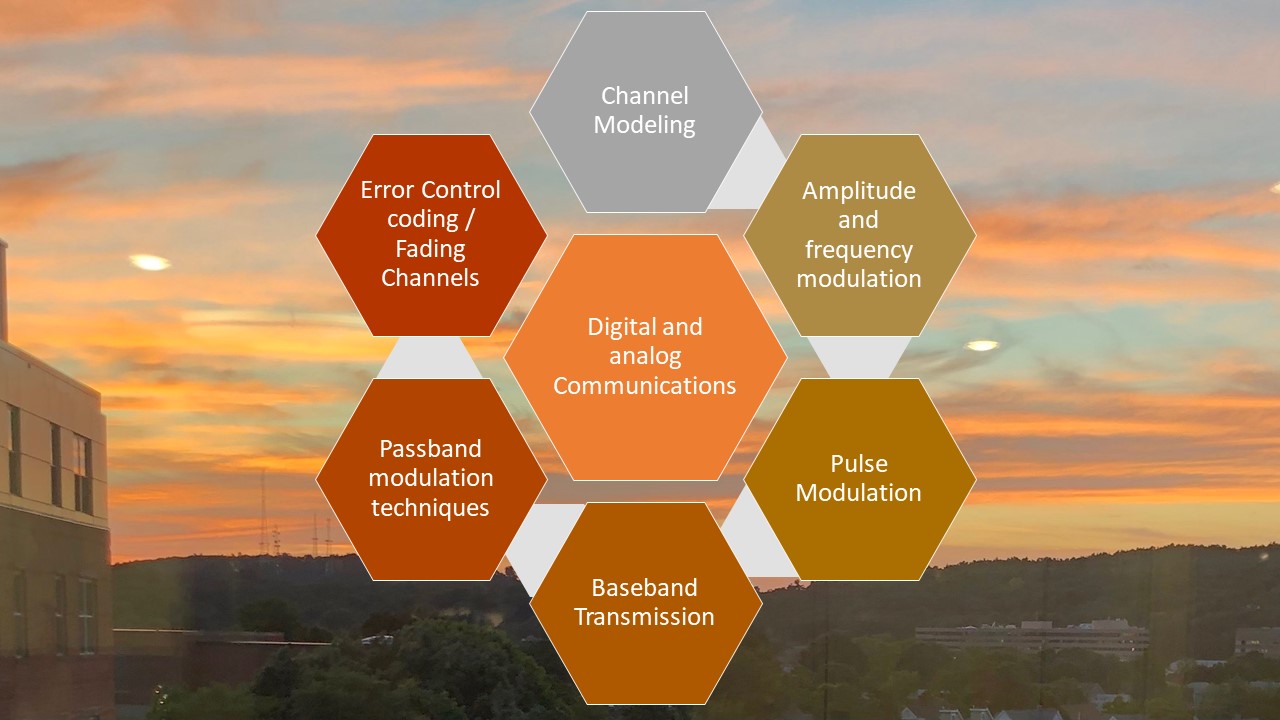 Channel
Modeling
Error Control
coding /
Fading
Channels
Amplitude
and
frequency
modulation
Digital and
analog
Communications
Passband
modulation
techniques
Pulse
Modulation
Baseband
Transmission